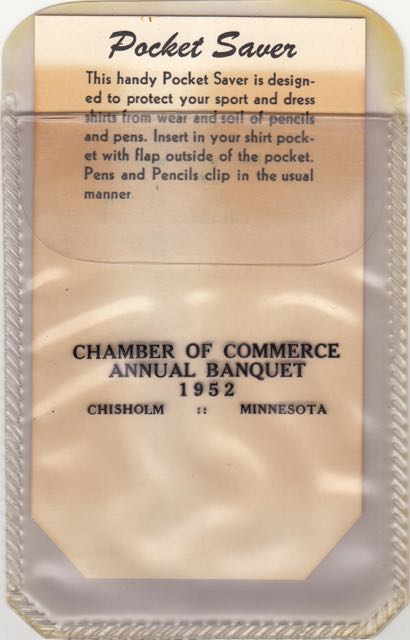 Pocket Saver
This handy Pocket Saver is design-
ed to protect your sport and dress
shirts from wear and soil of pencils
and pens. Insert in your shirt pock-
et with flap outside of the pocket.
Pens and Pencils clip in the usual
manner.
CHAMBER OF COMMERCE
ANNUAL BANQUET
1952
CHISHOLM :: MINNESOTA